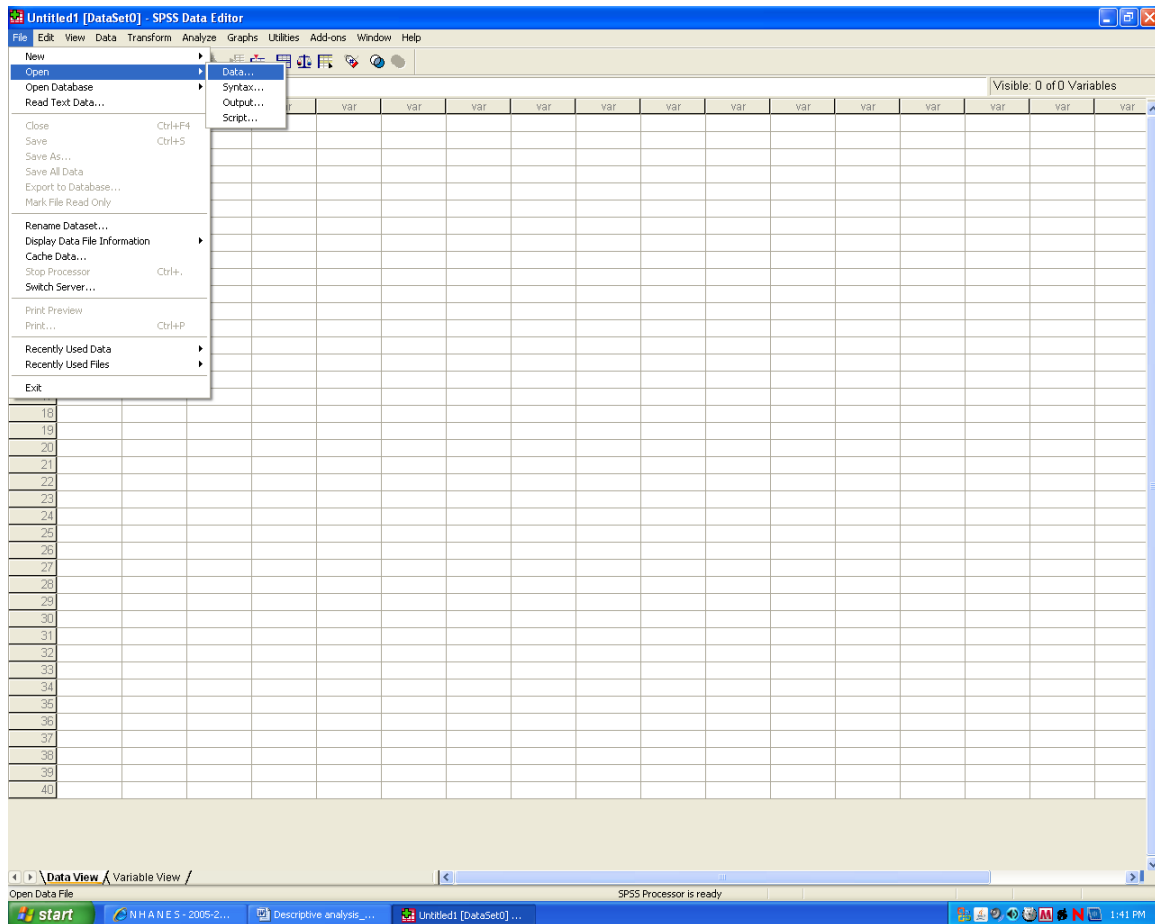 Untitled1 [DataSet0] - SPSS Data Editor
File Edit View Data Transform Analyze Graphs Utilities Add-ons Window Help
New
Open
Open Database
Read Text Data...
Close Ctrl+F4
Save Ctrl+S
Save As...
Save All Data
Export to Database...
Mark File Read Only
Rename Dataset...
Display Data File Information
Cache Data...
Stop Processor Ctrl+.
Switch Server...
Print Preview
Print... Ctrl+P
Recently Used Data
Recently Used Files
Exit
Data...
Syntax...
Output...
Script...
Visible: 0 of 0 Variables
var var var var var var var var var var var var var
18
19
20
21
22
23
24
25
26
27
28
29
30
31
32
33
34
35
36
37
38
39
40
Data View Variable View
Open Data File SPSS Processor is ready
start N H A N E S - 2005-2... Descriptive analysis_... Untitled1 [DataSet0] ... M N 1:41 PM